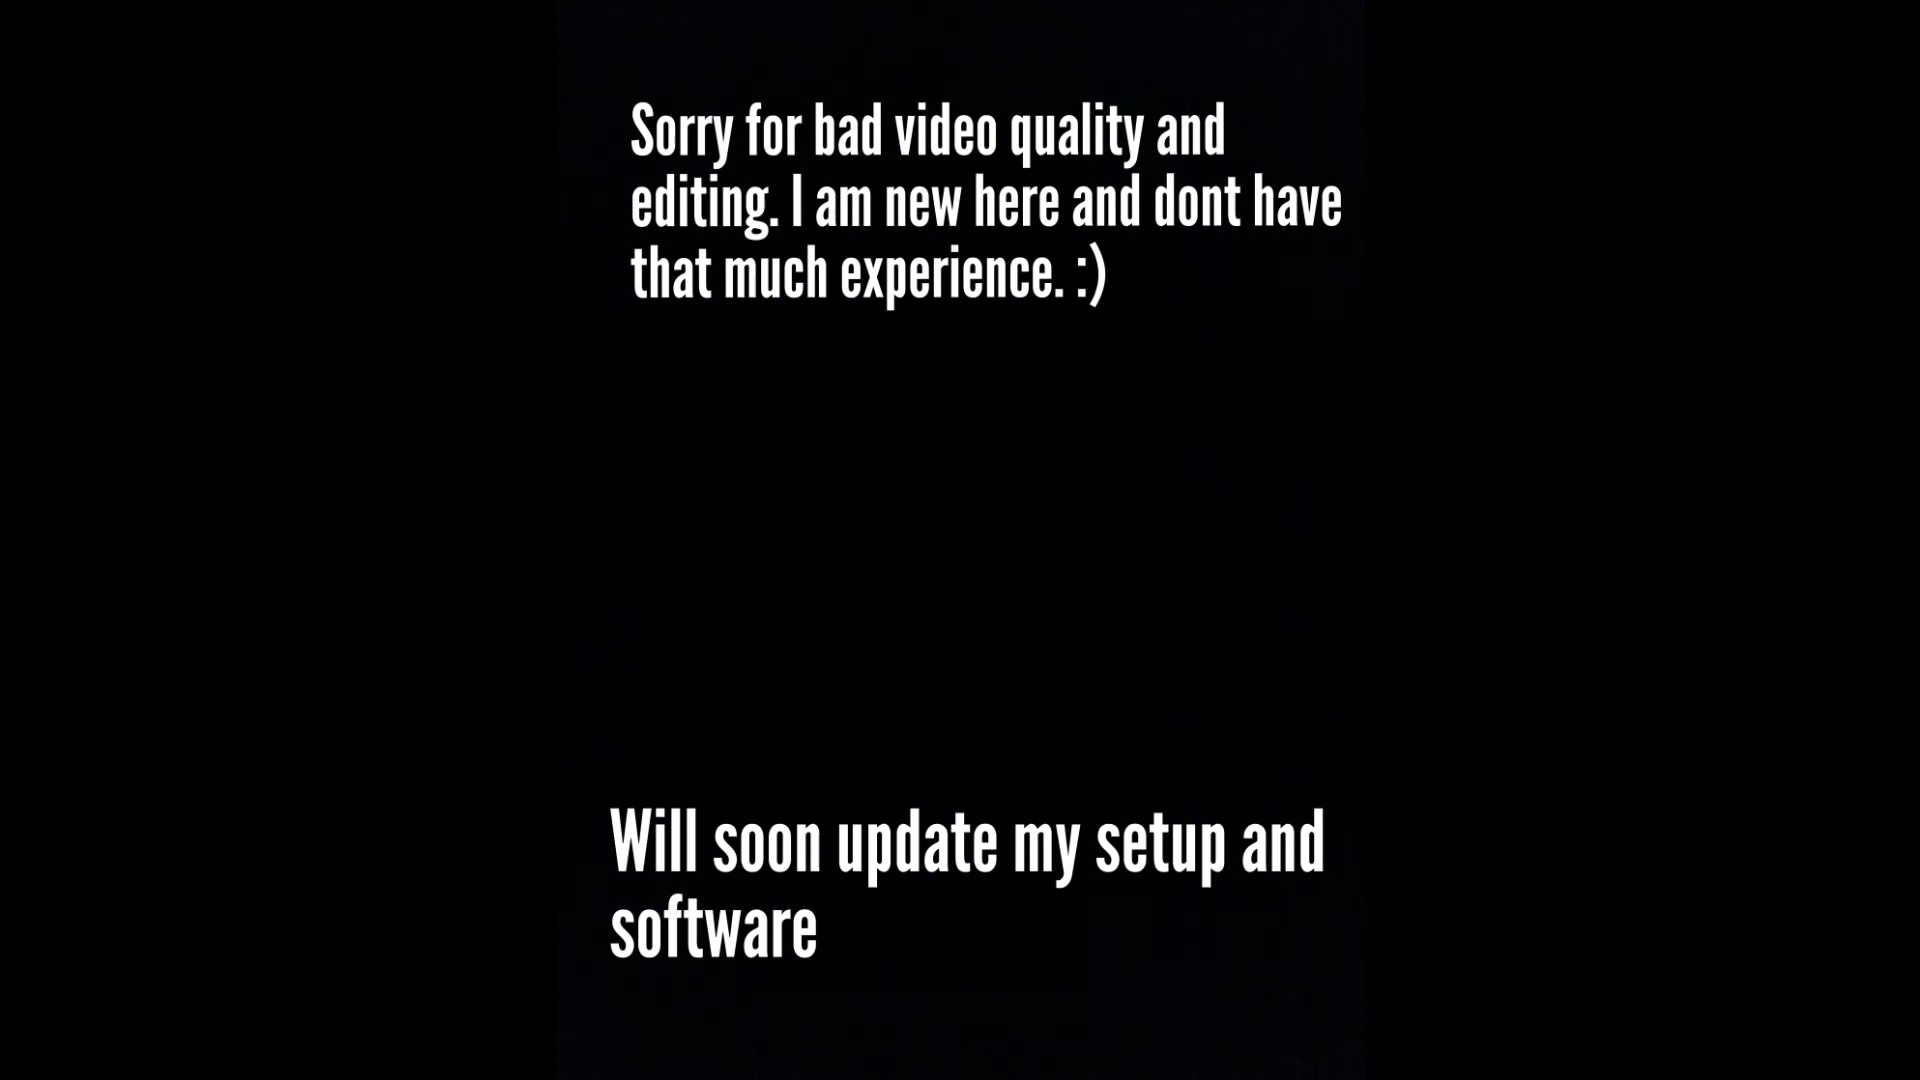 Sorry for bad video quality and
editing. I am new here and dont have
that much experience. :)
Will soon update my setup and
software